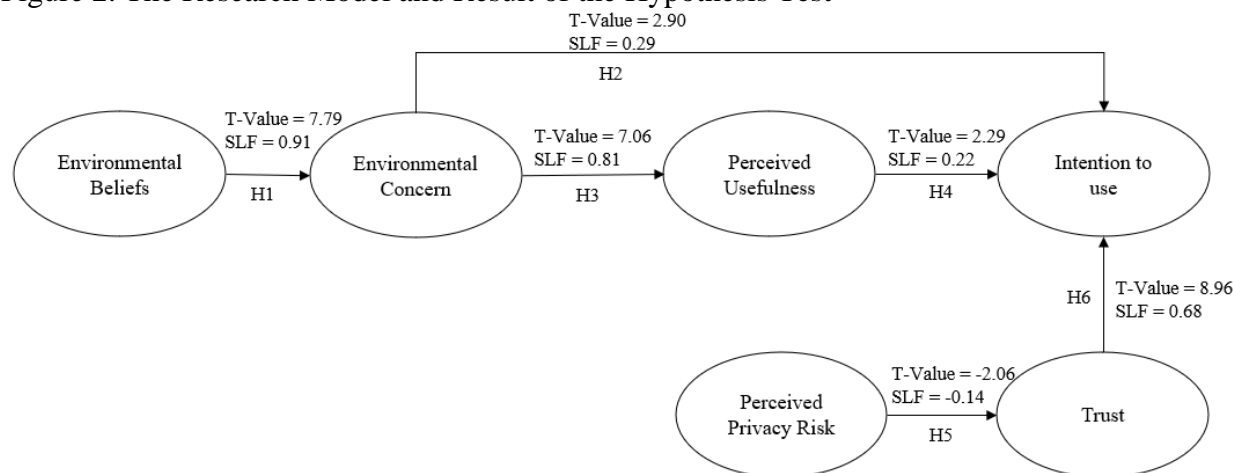 Figure 2. The Research Model and Result of the Hypothesis Test
T-Value = 2.90
SLF = 0.29
H2
Environmental
Beliefs
T-Value = 7.79
SLF = 0.91
H1
Environmental
Concern
T-Value = 7.06
SLF = 0.81
H3
Perceived
Usefulness
T-Value = 2.29
SLF = 0.22
H4
Intention to
use
H6
T-Value = 8.96
SLF = 0.68
Perceived
Privacy Risk
T-Value = -2.06
SLF = -0.14
H5
Trust